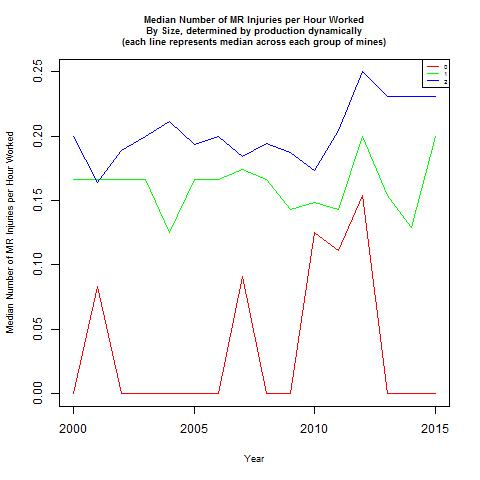 Median Number of MR Injuries per Hour Worked
By Size, determined by production dynamically
(each line represents median across each group of mines)
0
1
2
0.25
0.20
0.15
0.10
0.05
0.00
Median Number of MR Injuries per Hour Worked
2000
2005
2010
2015
Year